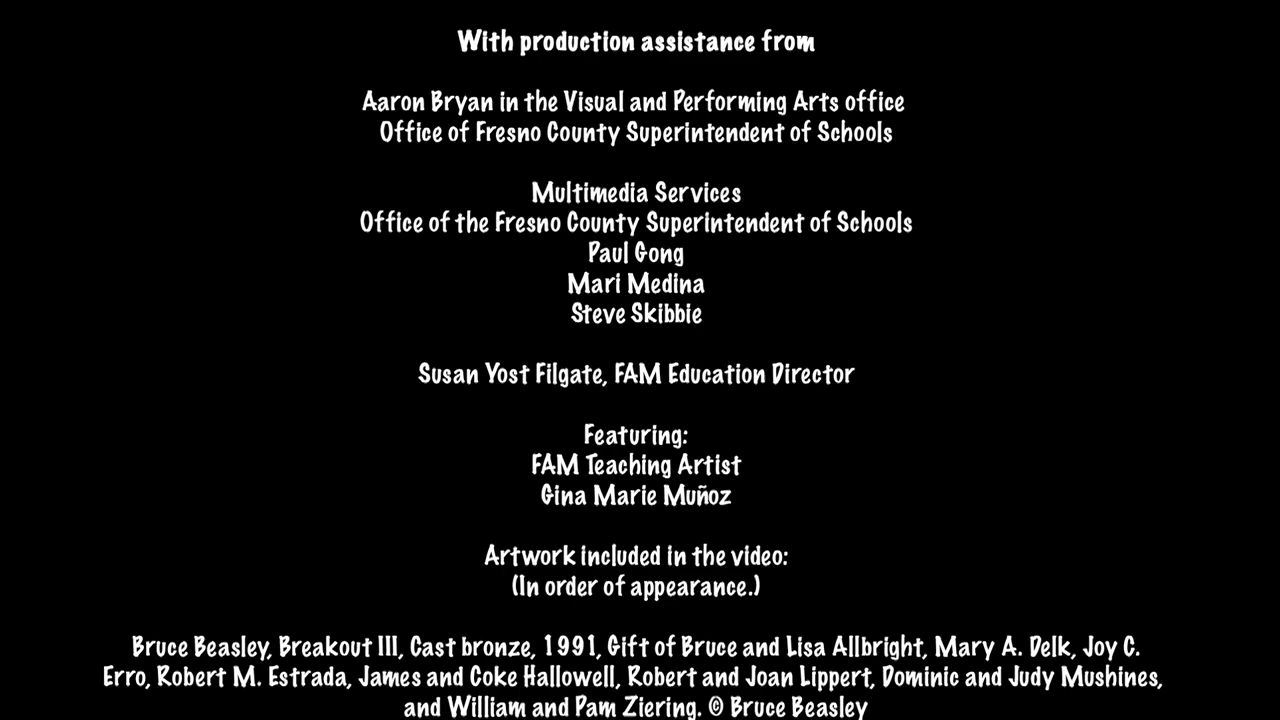 With production assistance from
Aaron Bryan in the Visual and Performing Arts office
Office of Fresno County Superintendent of Schools
Multimedia Services
Office of the Fresno County Superintendent of Schools
Paul Gong
Mari Medina
Steve Skibbie
Susan Yost Filgate, FAM Education Director
Featuring:
FAM Teaching Artist
Gina Marie Muñoz
Artwork included in the video:
(In order of appearance.)
Bruce Beasley, Breakout III, Cast bronze, 1991, Gift of Bruce and Lisa Allbright, Mary A. Delk, Joy C.
Erro, Robert M. Estrada, James and Coke Hallowell, Robert and Joan Lippert, Dominic and Judy Mushines,
and William and Pam Ziering. © Bruce Beasley